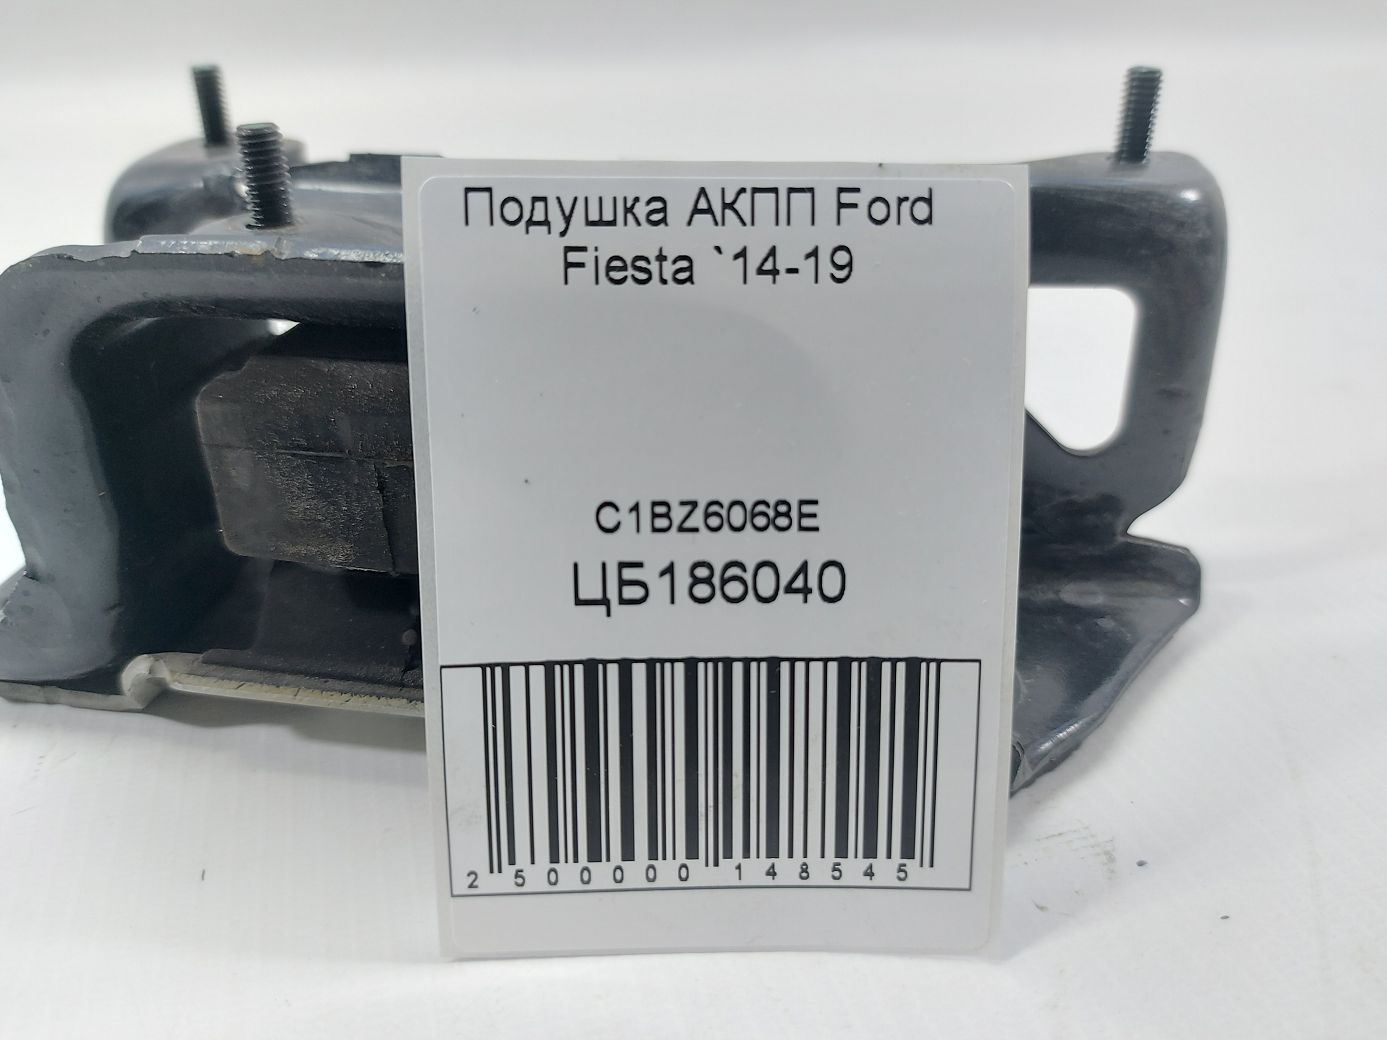 Подушка АКПП Ford
Fiesta `14-19
C1BZ6068E
ЦБ186040
2 500000 148545